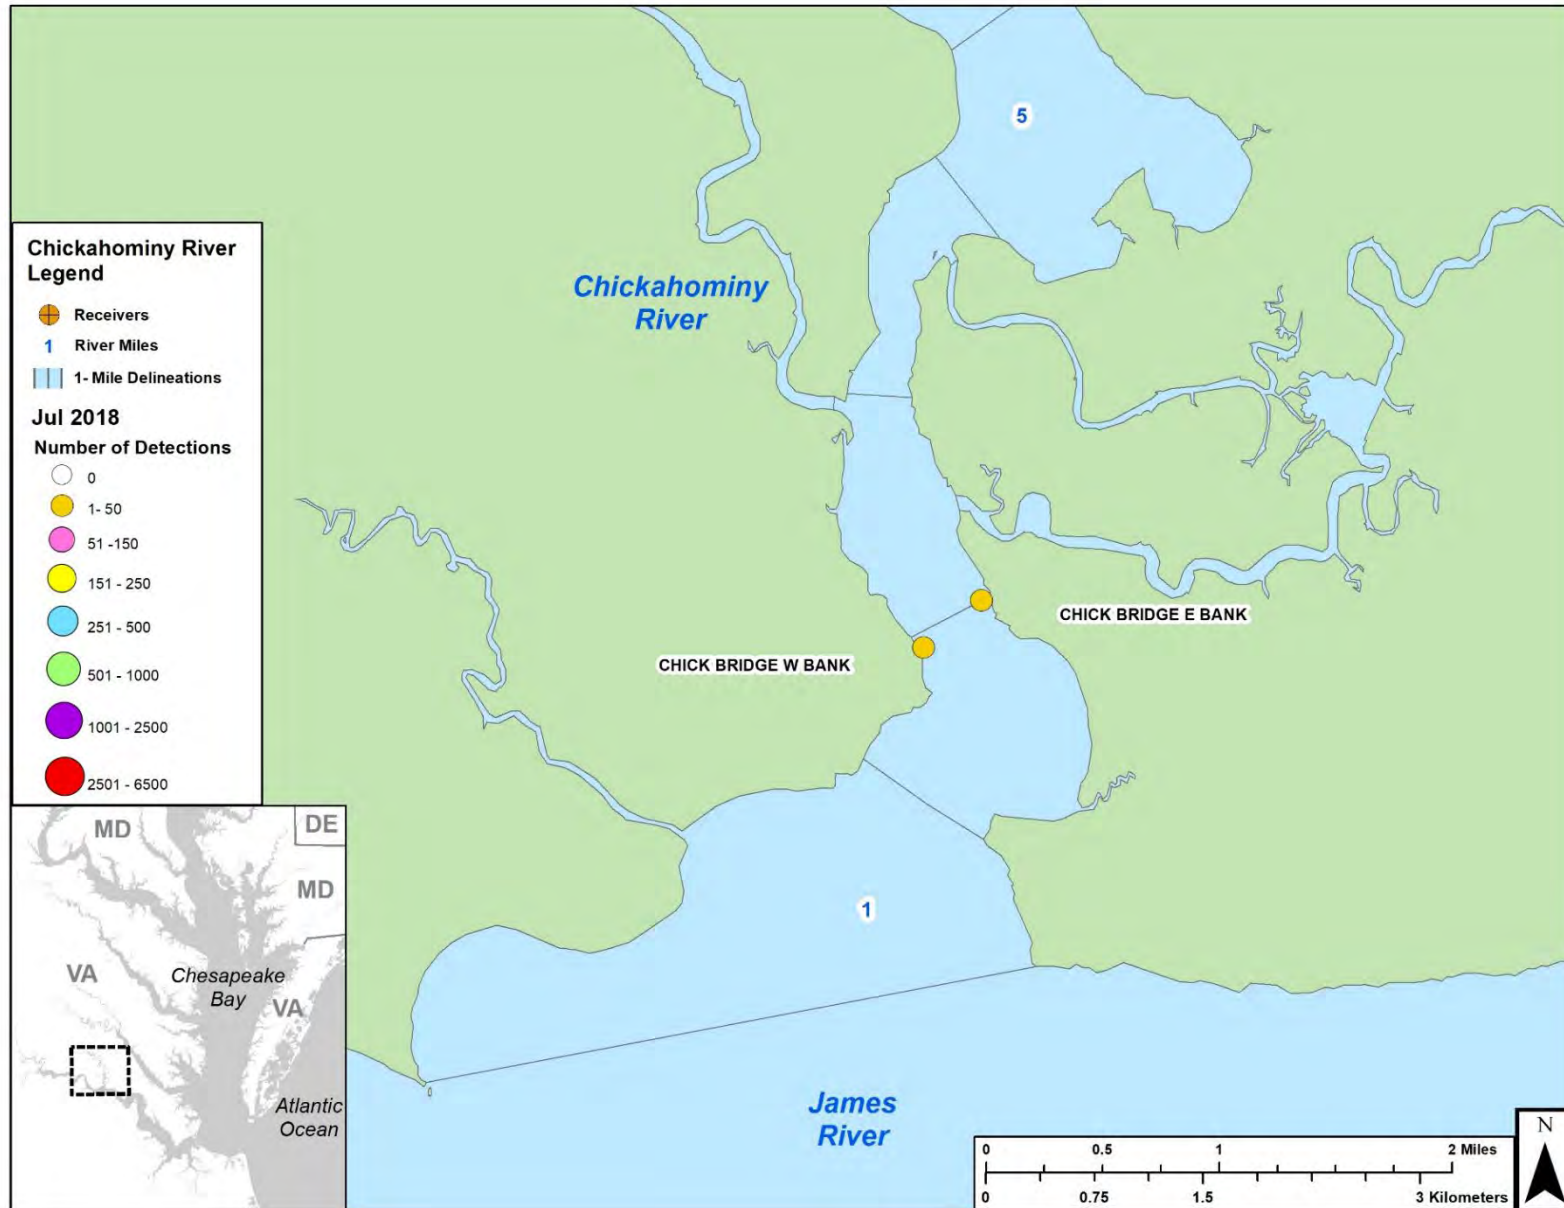 5
Chickahominy River
Legend
Receivers
1 River Miles
1- Mile Delineations
Jul 2018
Number of Detections
0
1- 50
51 -150
151 - 250
251 - 500
501 - 1000
1001 - 2500
2501 - 6500
Chickahominy
River
CHICK BRIDGE E BANK
CHICK BRIDGE W BANK
1
MD
DE
MD
VA
Chesapeake
Bay
VA
Atlantic
Ocean
James
River
0 0.5 1 2 Miles
0 0.75 1.5 3 Kilometers
N